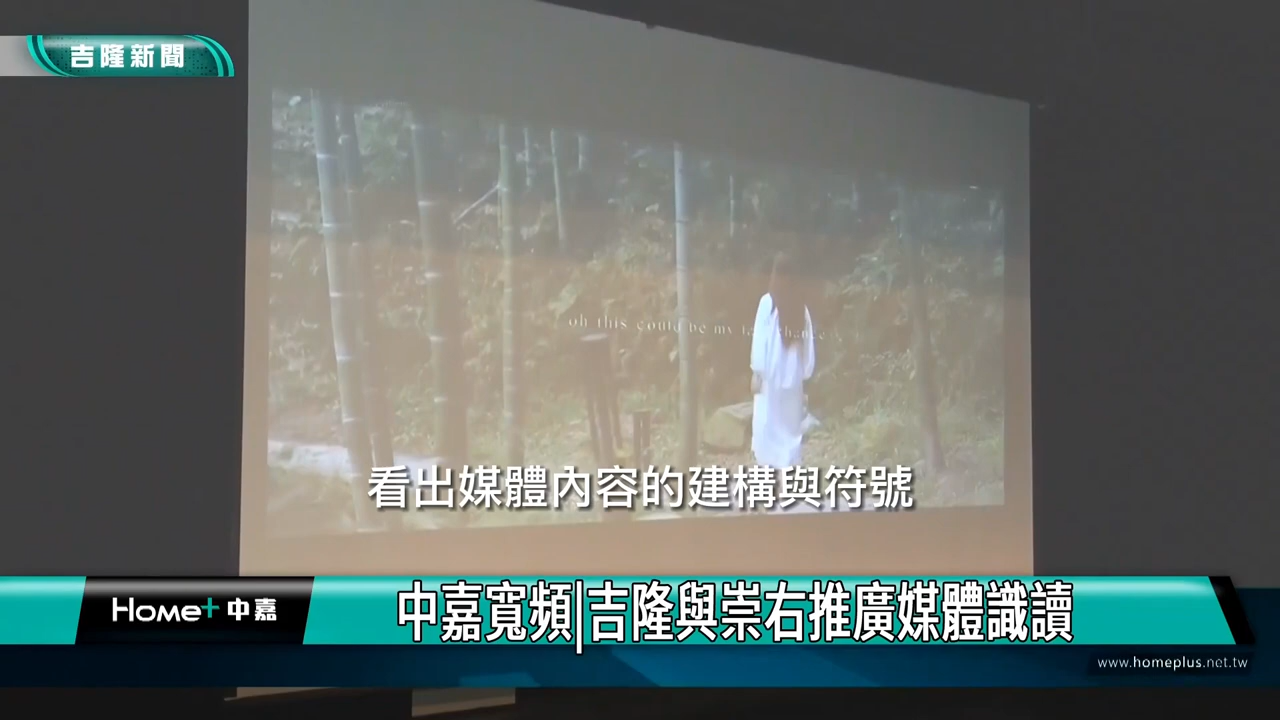 吉隆新聞
oh this could be my chance
看出媒體內容的建構與符號
Home+ 中嘉
中嘉寬頻|吉隆與崇右推廣媒體識讀
www.homeplus.net.tw